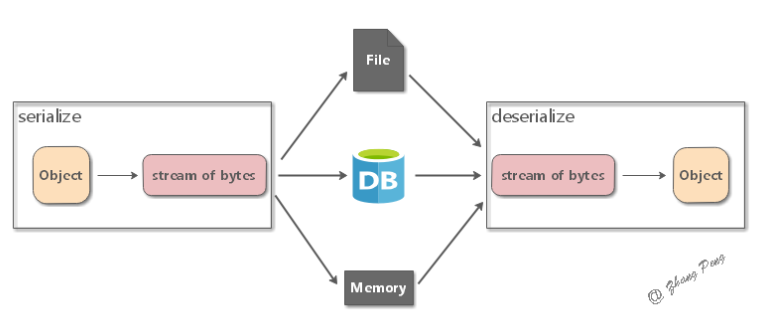 File
serialize
deserialize
Object
stream of bytes
DB
stream of bytes
Object
Memory
@ Zhang Peng